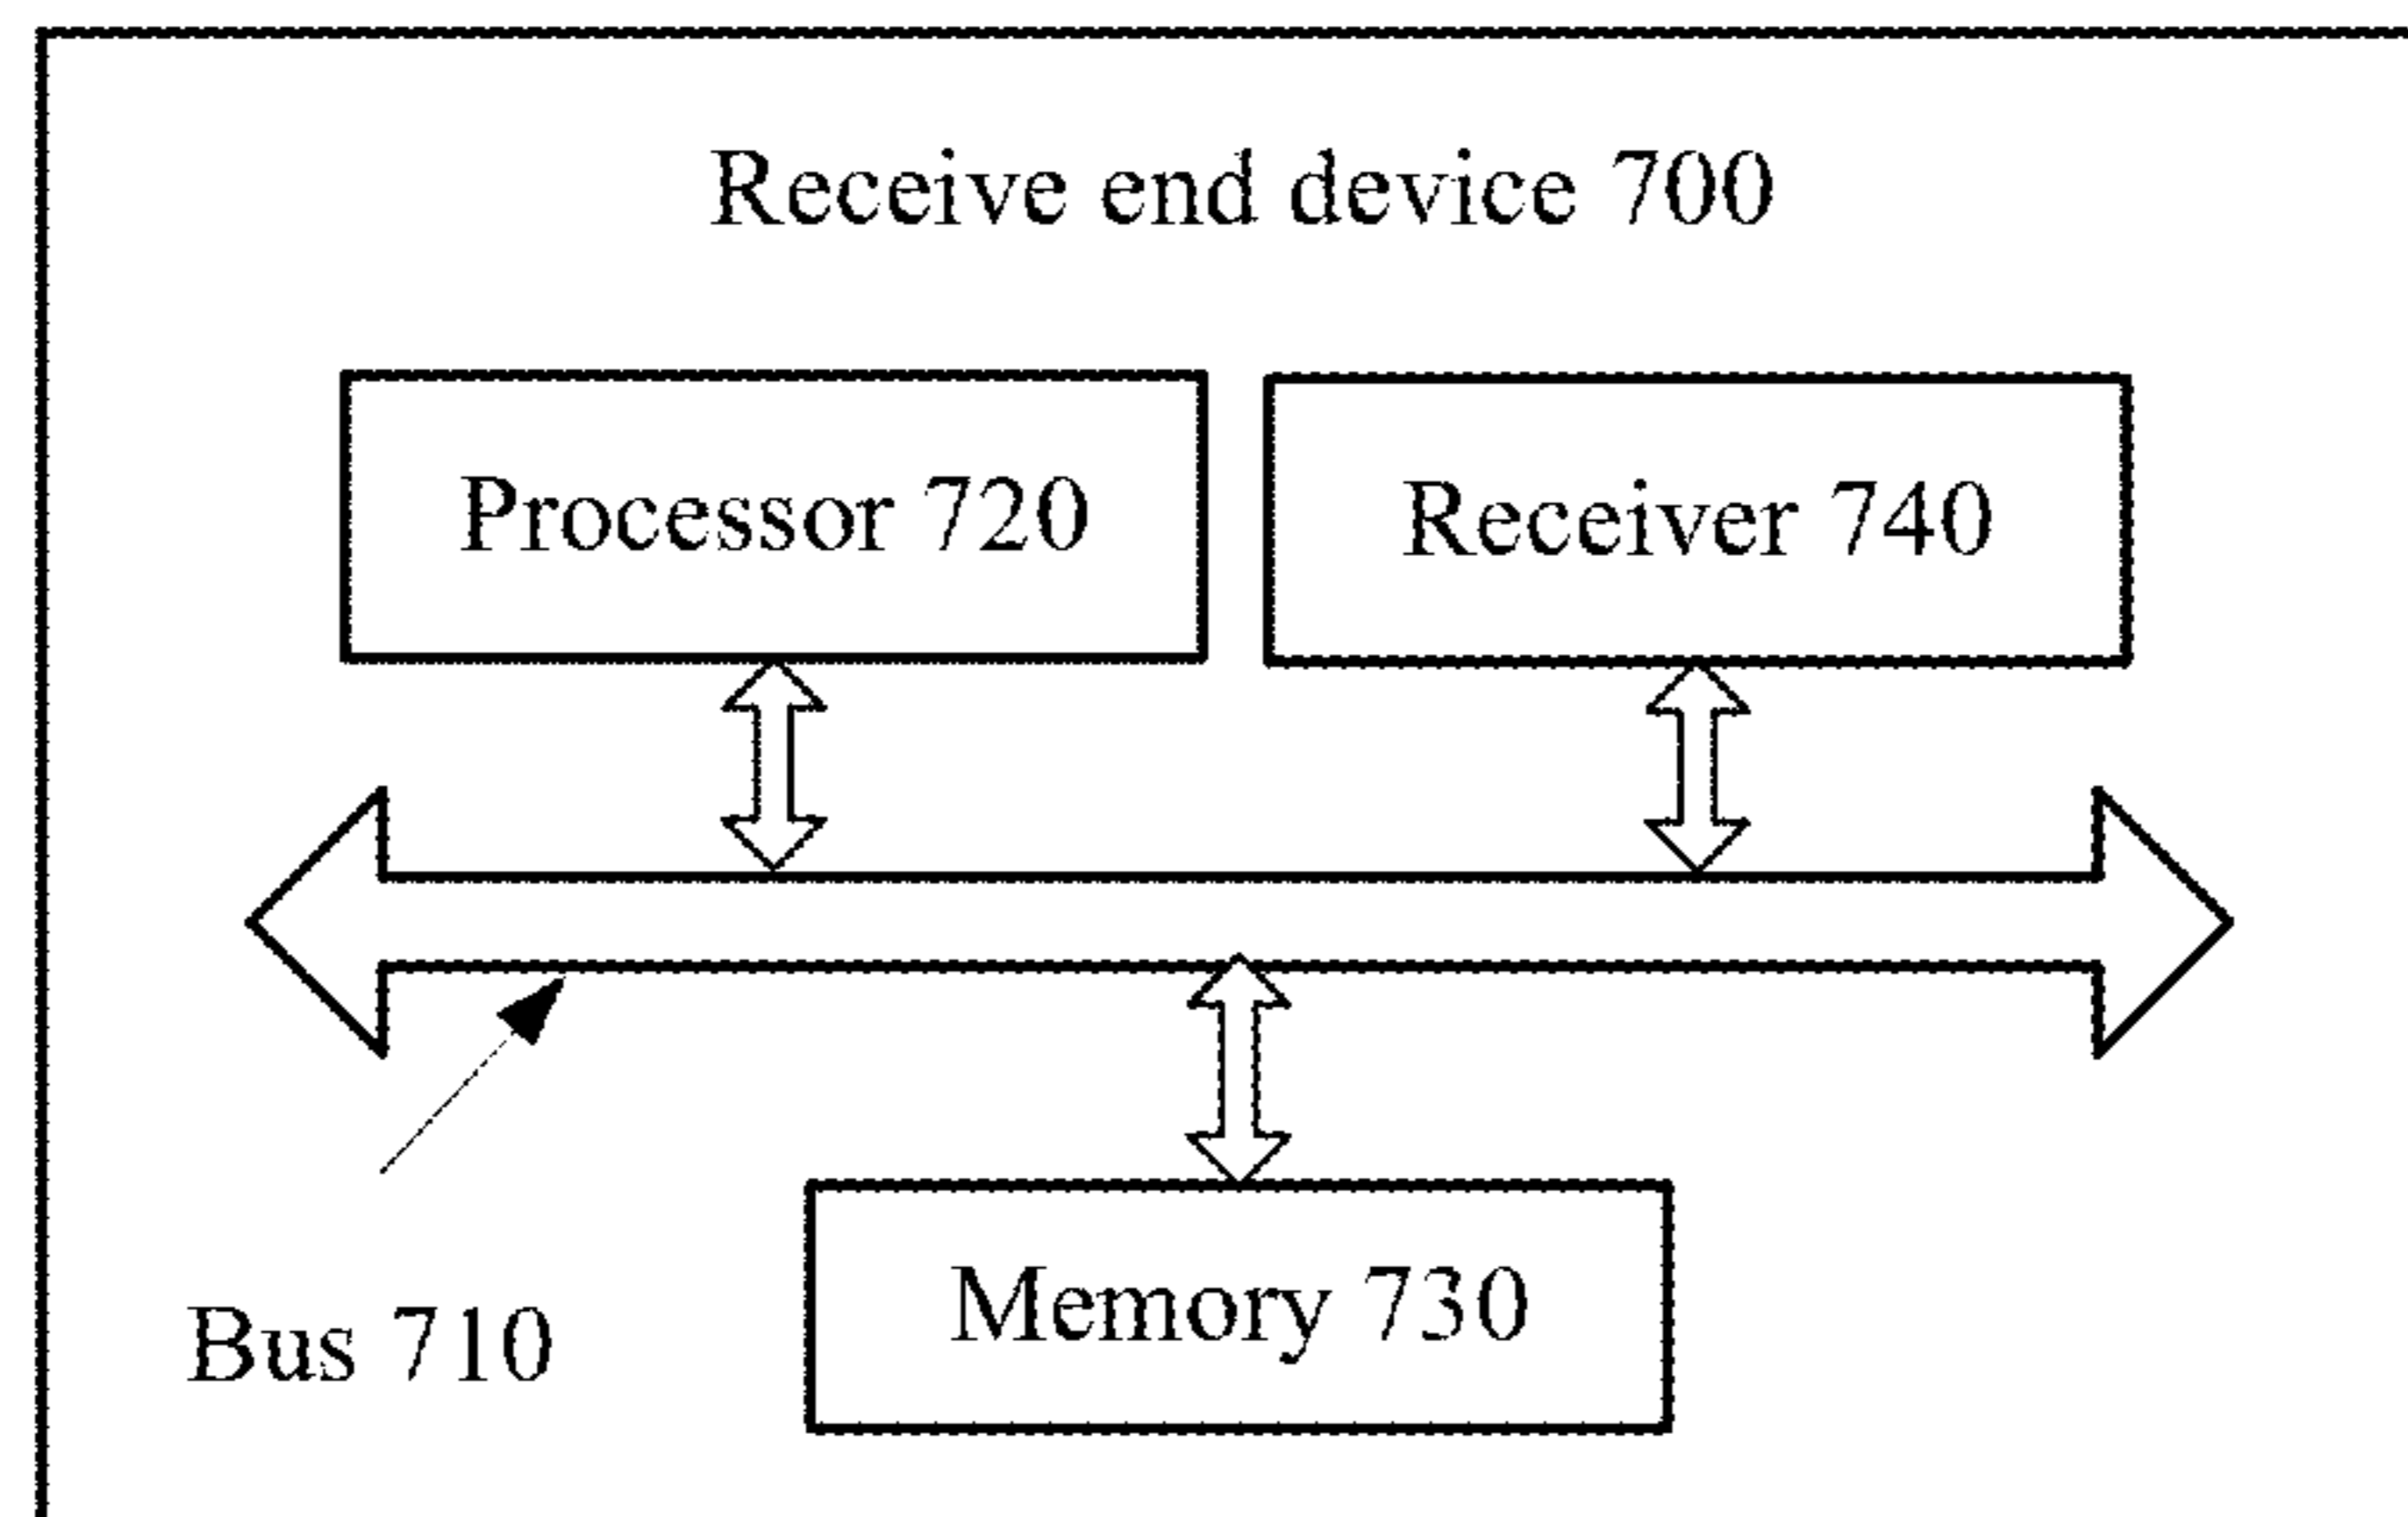 Receive end device 700
Processor 720
Receiver 740
Memory 730
Bus 710